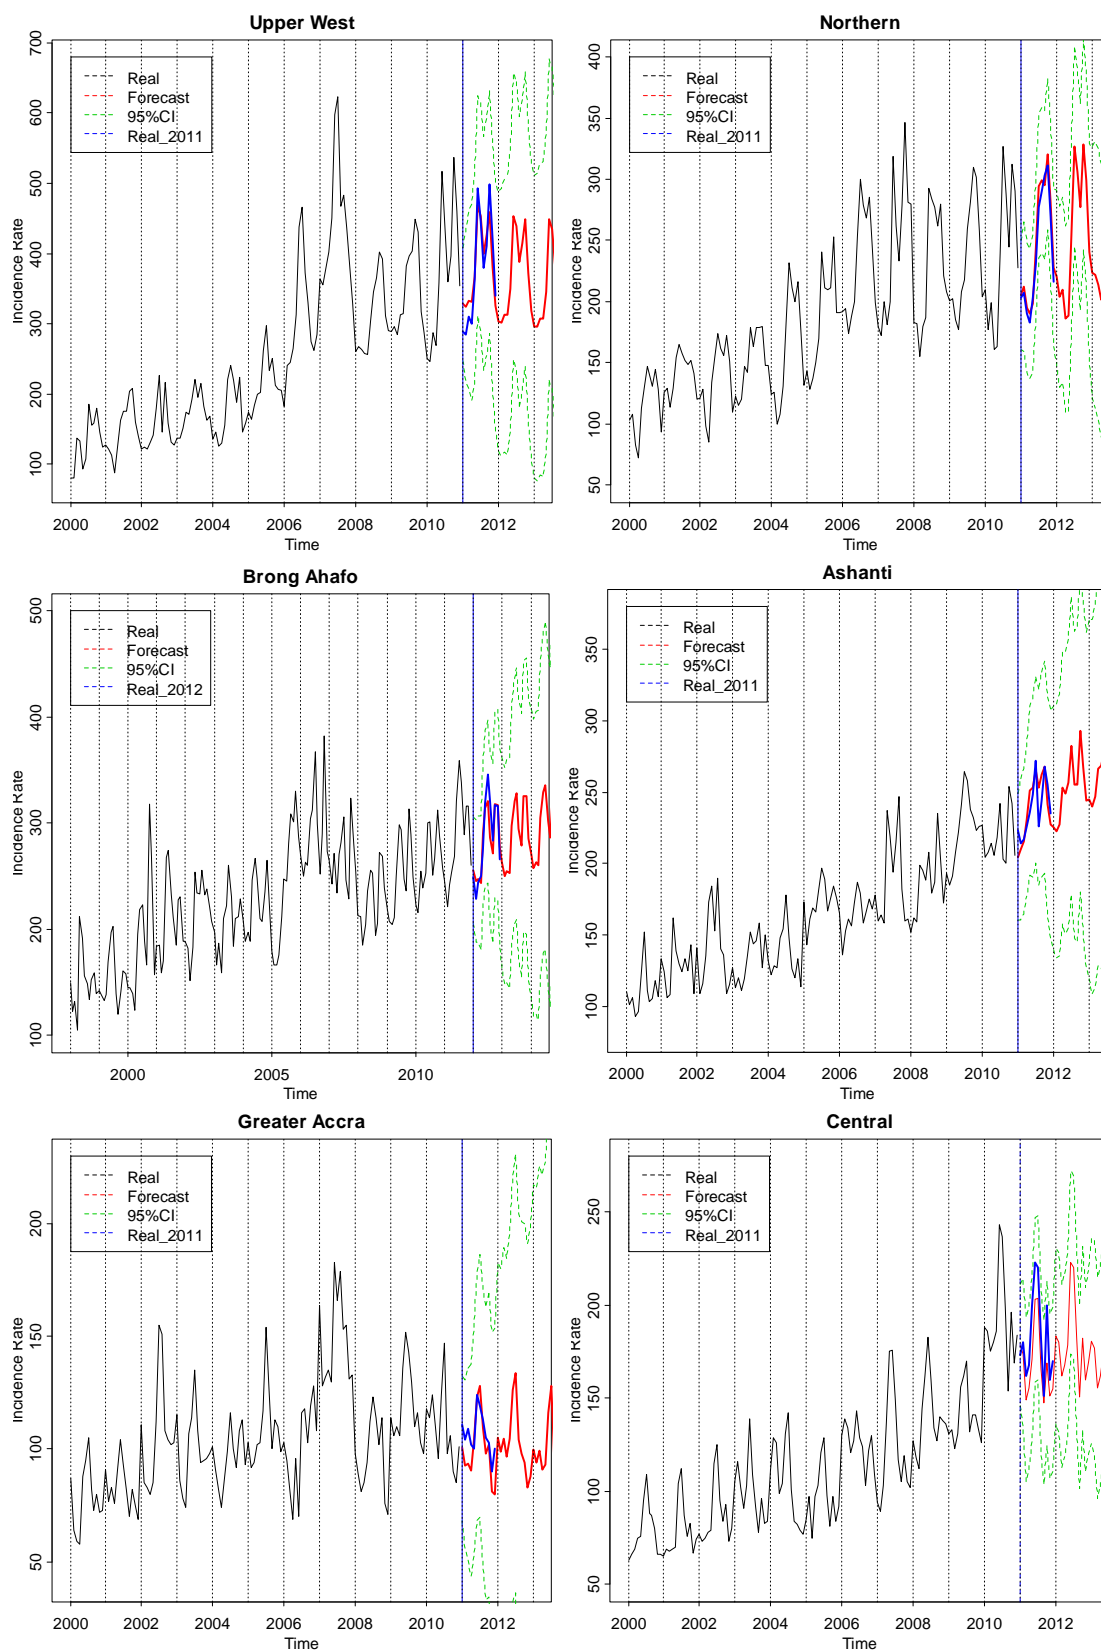 Upper West
700
600
500
400
300
200
100
Incidence Rate
Real
Forecast
95%CI
Real_2011
2000 2002 2004 2006 2008 2010 2012
Time
Northern
400
350
300
250
200
150
100
50
Incidence Rate
Real
Forecast
95%CI
Real_2011
2000 2002 2004 2006 2008 2010 2012
Time
Brong Ahafo
500
400
300
200
100
Incidence Rate
Real
Forecast
95%CI
Real_2012
2000 2005 2010
Time
Ashanti
350
300
250
200
150
100
Incidence Rate
Real
Forecast
95%CI
Real_2011
2000 2002 2004 2006 2008 2010 2012
Time
Greater Accra
200
150
100
50
Incidence Rate
Real
Forecast
95%CI
Real_2011
2000 2002 2004 2006 2008 2010 2012
Time
Central
250
200
150
100
50
Incidence Rate
Real
Forecast
95%CI
Real_2011
2000 2002 2004 2006 2008 2010 2012
Time